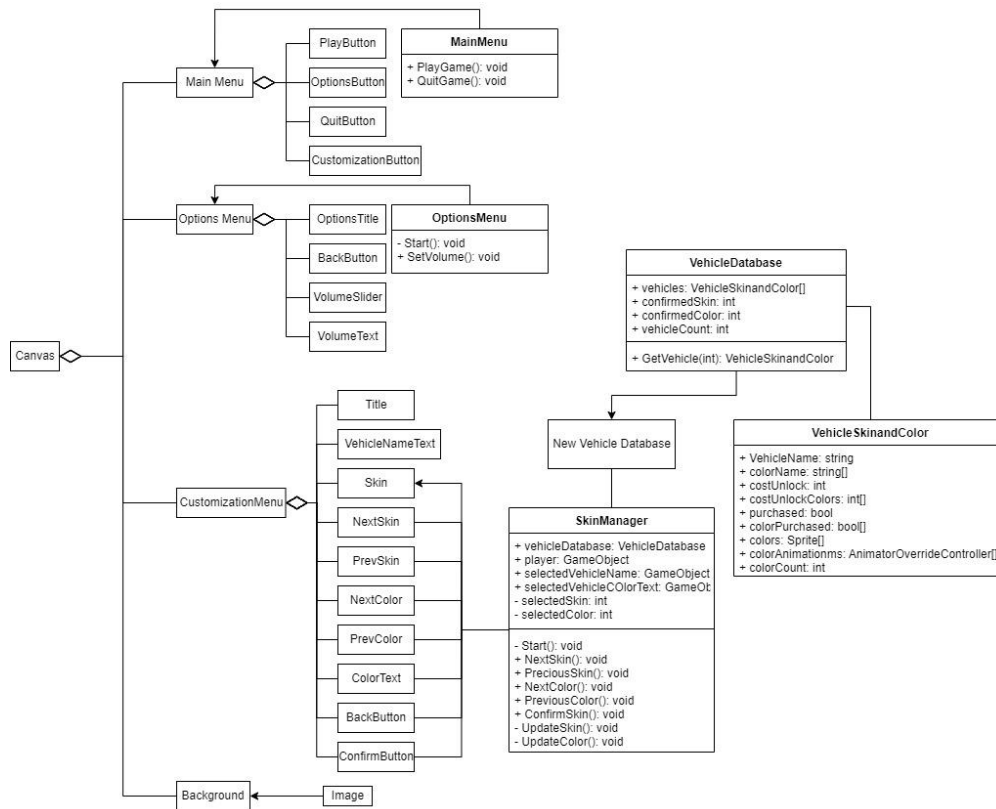 PlayButton
MainMenu
+ PlayGame(): void
+ QuitGame(): void
Main Menu
OptionsButton
QuitButton
CustomizationButton
Options Menu
OptionsTitle
OptionsMenu
- Start(): void
+ SetVolume(): void
BackButton
VolumeSlider
VolumeText
VehicleDatabase
+ vehicles: VehicleSkinandColor[]
+ confirmedSkin: int
+ confirmedColor: int
+ vehicleCount: int
+ GetVehicle(int): VehicleSkinandColor
Canvas
Title
VehicleNameText
Skin
CustomizationMenu
NextSkin
PrevSkin
NextColor
PrevColor
ColorText
BackButton
ConfirmButton
New Vehicle Database
VehicleSkinandColor
+ VehicleName: string
+ colorName: string[]
+ costUnlock: int
+ costUnlockColors: int[]
+ purchased: bool
+ colorPurchased: bool[]
+ colors: Sprite[]
+ colorAnimationms: AnimatorOverrideController[]
+ colorCount: int
SkinManager
+ vehicleDatabase: VehicleDatabase
+ player: GameObject
+ selectedVehicleName: GameObject
+ selectedVehicleCOlorText: GameOb
- selectedSkin: int
- selectedColor: int
- Start(): void
+ NextSkin(): void
+ PreciousSkin(): void
+ NextColor(): void
+ PreviousColor(): void
+ ConfirmSkin(): void
- UpdateSkin(): void
- UpdateColor(): void
Background
Image